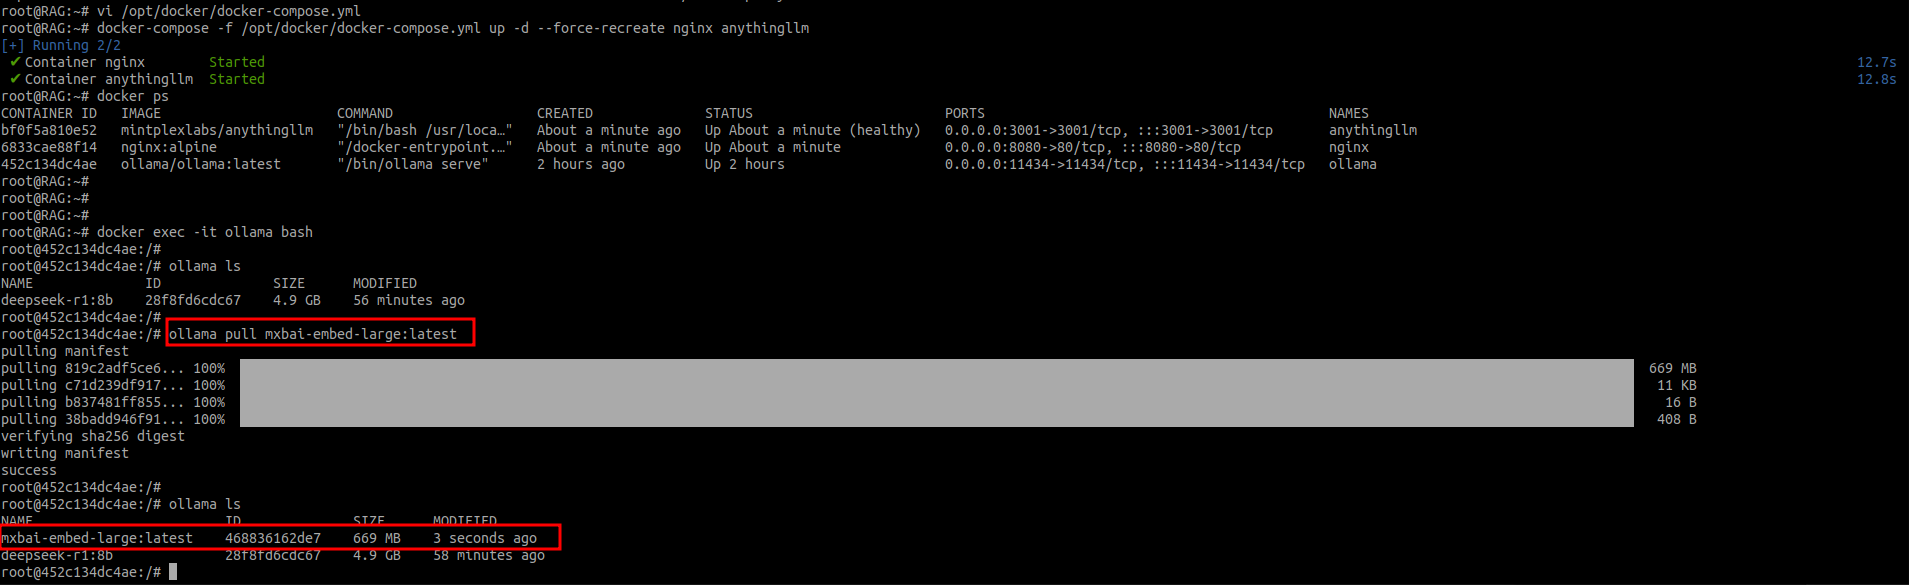 root@RAG:~# vi /opt/docker/docker-compose.yml
root@RAG:~# docker-compose -f /opt/docker/docker-compose.yml up -d --force-recreate nginx anythingllm
[+] Running 2/2
✔ Container nginx Started 12.7s
✔ Container anythingllm Started 12.8s
root@RAG:~# docker ps
CONTAINER ID IMAGE COMMAND CREATED STATUS PORTS NAMES
bf0f5a810e52 mintplexlabs/anythingllm "/bin/bash /usr/loca…" About a minute ago Up About a minute (healthy) 0.0.0.0:3001->3001/tcp, :::3001->3001/tcp anythingllm
6833cae88f14 nginx:alpine "/docker-entrypoint.…" About a minute ago Up About a minute 0.0.0.0:8080->80/tcp, :::8080->80/tcp nginx
452c134dc4ae ollama/ollama:latest "/bin/ollama serve" 2 hours ago Up 2 hours 0.0.0.0:11434->11434/tcp, :::11434->11434/tcp ollama
root@RAG:~#
root@RAG:~#
root@RAG:~#
root@RAG:~# docker exec -it ollama bash
root@452c134dc4ae:/#
root@452c134dc4ae:/# ollama ls
NAME ID SIZE MODIFIED
deepseek-r1:8b 28f8fd6cdc67 4.9 GB 56 minutes ago
root@452c134dc4ae:/#
root@452c134dc4ae:/# ollama pull mxbai-embed-large:latest
pulling manifest
pulling 819c2adf5ce6... 100% 669 MB
pulling c71d239df917... 100% 11 KB
pulling b837481ff855... 100% 16 B
pulling 38badd946f91... 100% 408 B
verifying sha256 digest
writing manifest
success
root@452c134dc4ae:/#
root@452c134dc4ae:/# ollama ls
NAME ID SIZE MODIFIED
mxbai-embed-large:latest 468836162de7 669 MB 3 seconds ago
deepseek-r1:8b 28f8fd6cdc67 4.9 GB 58 minutes ago
root@452c134dc4ae:/#